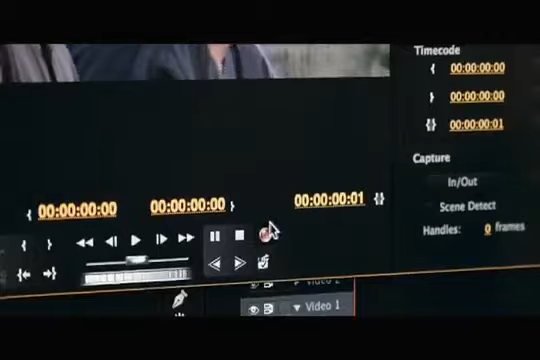 Timecode
{ 00:00:00:00
} 00:00:00:00
{} 00:00:00:01
Capture
In/Out
Scene Detect
Handles: 0 frames
{ 00:00:00:00 00:00:00:00 } 00:00:00:01 {}
Video 2
Video 1